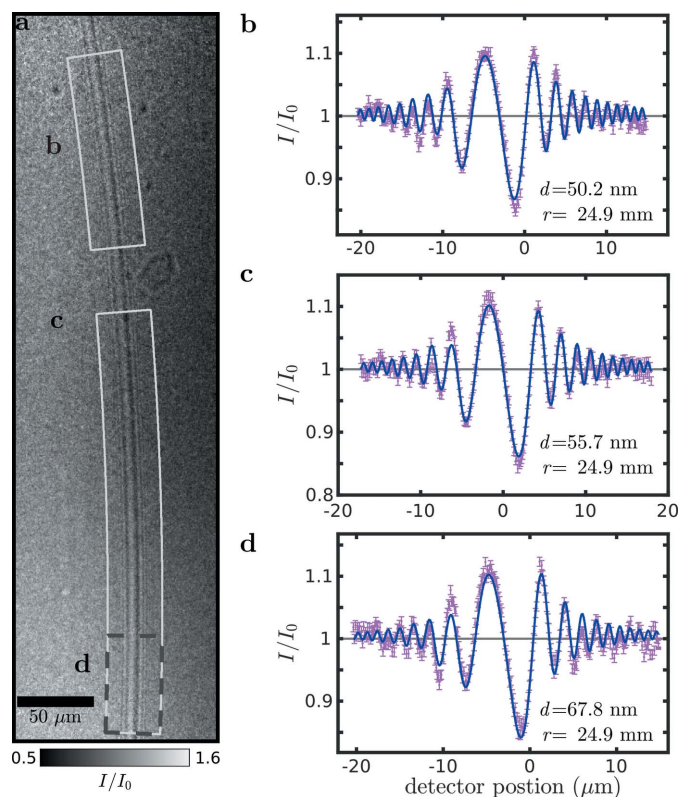 a
b
c
d
50 μm
0.5
1.6
I/I₀
b
1.1
1
0.9
I/I₀
d=50.2 nm
r= 24.9 mm
-20
-10
0
10
c
1.1
1
0.9
0.8
I/I₀
d=55.7 nm
r= 24.9 mm
-20
-10
0
10
20
d
1.1
1
0.9
I/I₀
d=67.8 nm
r= 24.9 mm
-20
-10
0
10
detector postion (μm)